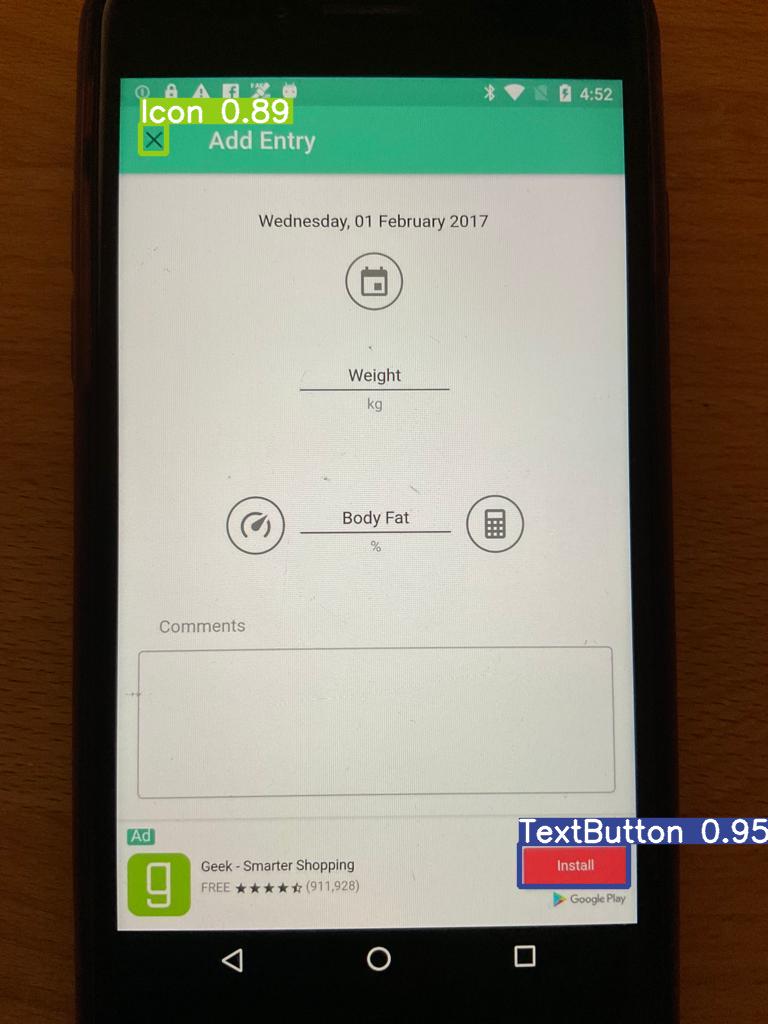 4:52
Icon 0.89
Add Entry
Wednesday, 01 February 2017
Weight
kg
Body Fat
%
Comments
Ad
TextButton 0.95
Geek - Smarter Shopping
Install
FREE ★★★★⯪ (911,928)
Google Play